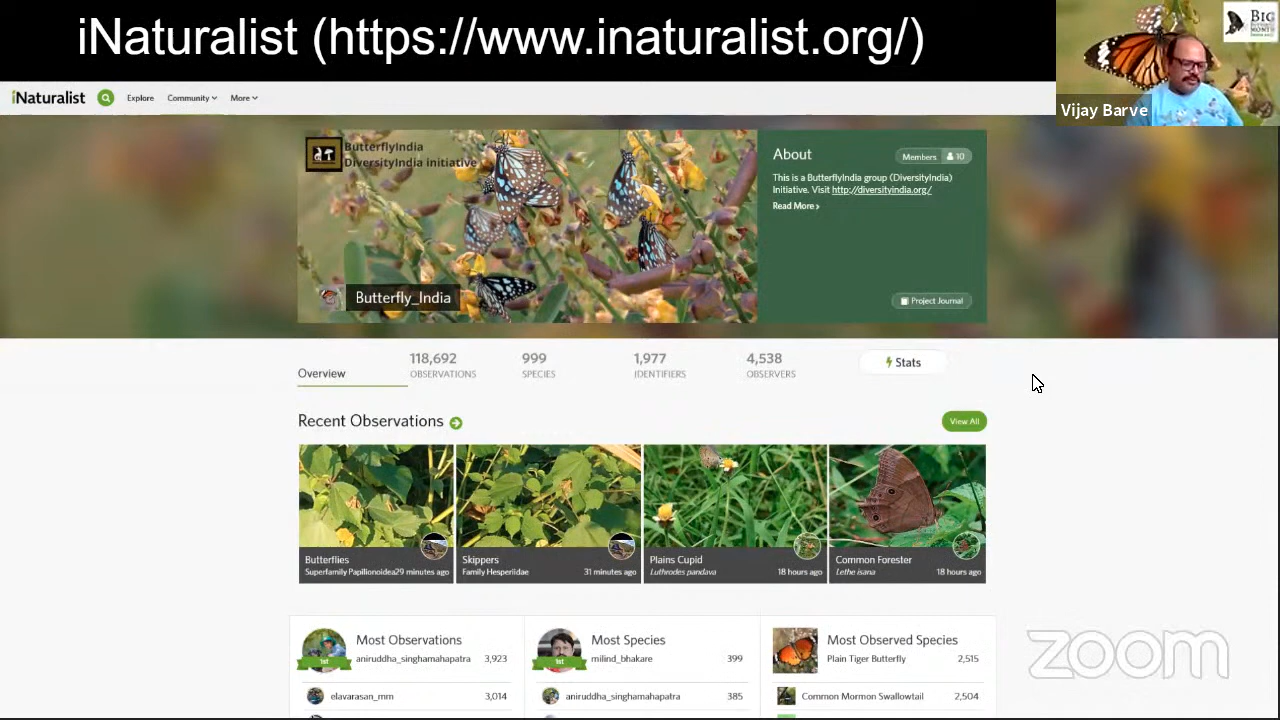 iNaturalist (https://www.inaturalist.org/)
BIG
MONTH
Vijay Barve
iNaturalist
Explore
Community
More
ButterflyIndia
DiversityIndia initiative
Butterfly_India
About
Members 10
This is a ButterflyIndia group (DiversityIndia)
Initiative. Visit http://diversityindia.org/
Read More >
Project Journal
Overview
118,692
OBSERVATIONS
999
SPECIES
1,977
IDENTIFIERS
4,538
OBSERVERS
Stats
Recent Observations
View All
Butterflies
Superfamily Papilionoidea29 minutes ago
Skippers
Family Hesperiidae 31 minutes ago
Plains Cupid
Luthrodes pandava 18 hours ago
Common Forester
Lethe isana 18 hours ago
Most Observations
1st
aniruddha_singhamahapatra 3,923
elavarasan_mm 3,014
Most Species
1st
milind_bhakare 399
aniruddha_singhamahapatra 385
Most Observed Species
Plain Tiger Butterfly 2,515
Common Mormon Swallowtail 2,504
zoom